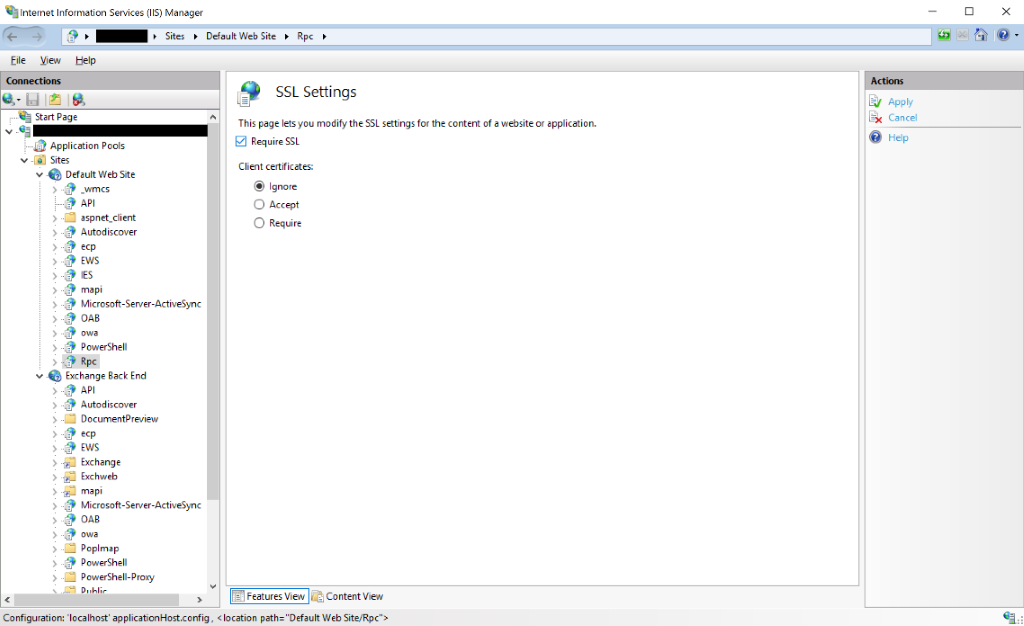 Internet Information Services (IIS) Manager
Sites
Default Web Site
Rpc
File View Help
Connections
Start Page
Application Pools
Sites
Default Web Site
_wmcs
API
aspnet_client
Autodiscover
ecp
EWS
IES
mapi
Microsoft-Server-ActiveSync
OAB
owa
PowerShell
Rpc
Exchange Back End
API
Autodiscover
DocumentPreview
ecp
EWS
Exchange
Exchweb
mapi
Microsoft-Server-ActiveSync
OAB
owa
PopImap
PowerShell
PowerShell-Proxy
Public
SSL Settings
This page lets you modify the SSL settings for the content of a website or application.
Require SSL
Client certificates:
Ignore
Accept
Require
Features View
Content View
Actions
Apply
Cancel
Help
Configuration: 'localhost' applicationHost.config , <location path="Default Web Site/Rpc">